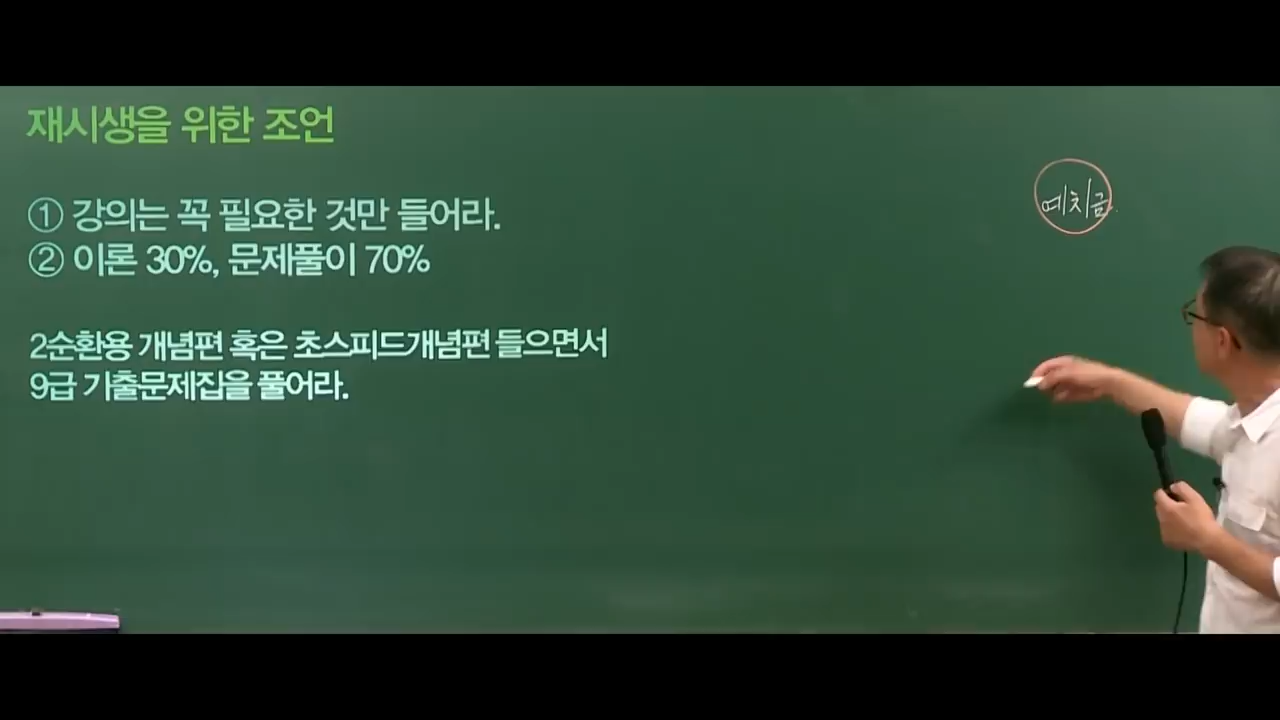 재시생을 위한 조언
① 강의는 꼭 필요한 것만 들어라.
② 이론 30%, 문제풀이 70%
2순환용 개념편 혹은 초스피드개념편 들으면서
9급 기출문제집을 풀어라.
예치금